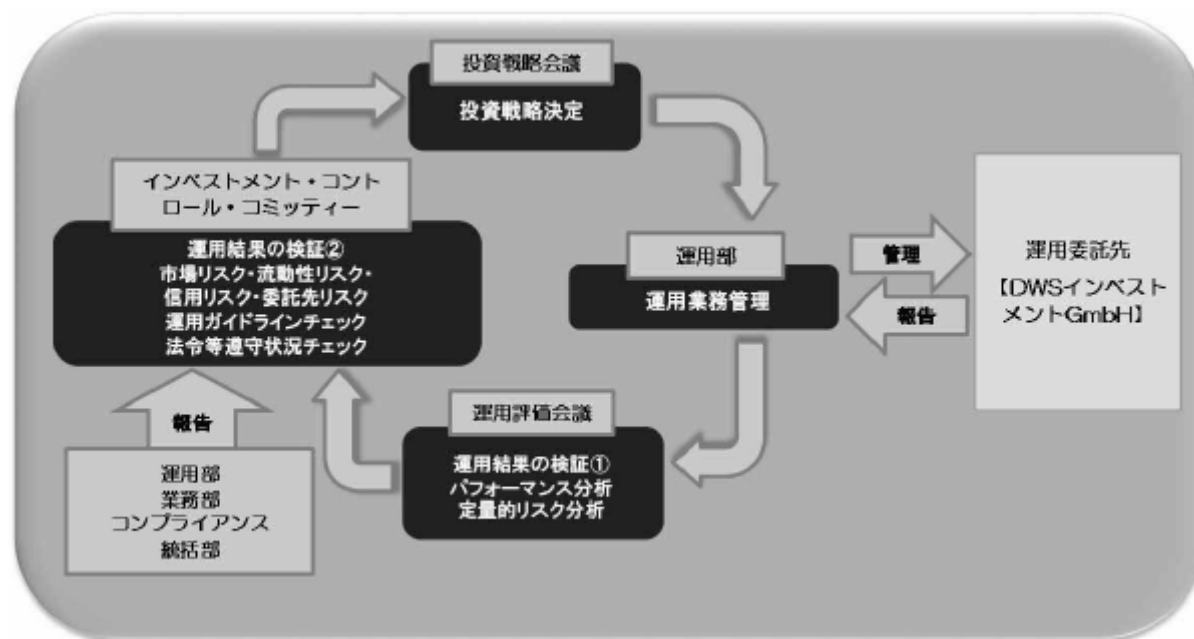 投資戦略会議
投資戦略決定
インベストメント・コント
ロール・コミッティー
運用結果の検証②
市場リスク・流動性リスク・
信用リスク・委託先リスク
運用ガイドラインチェック
法令等遵守状況チェック
運用部
運用業務管理
管理
報告
運用委託先
【DWSインベスト
メントGmbH】
運用評価会議
運用結果の検証①
パフォーマンス分析
定量的リスク分析
報告
運用部
業務部
コンプライアンス
統括部